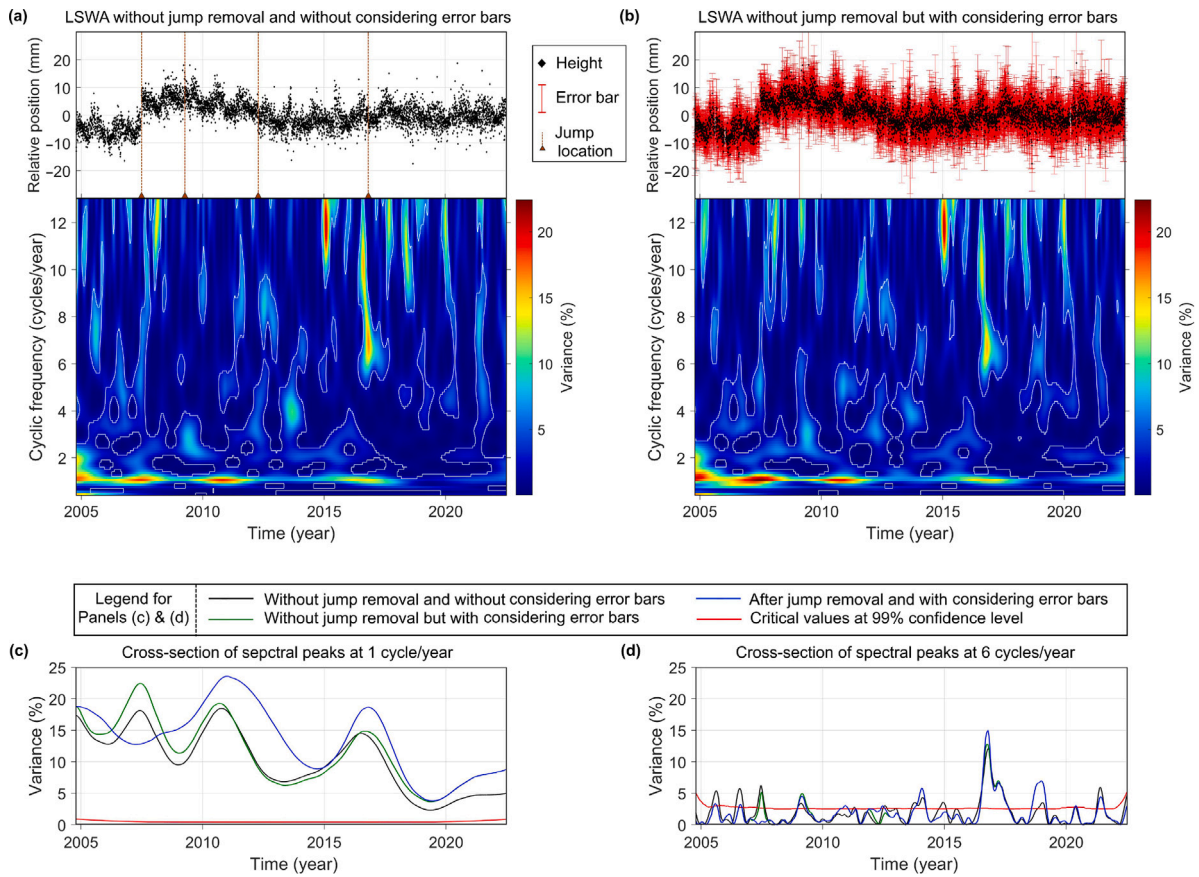 (a) LSWA without jump removal and without considering error bars
(b) LSWA without jump removal but with considering error bars
Relative position (mm)
20
10
0
−10
−20
Height
Error bar
Jump
location
Relative position (mm)
20
10
0
−10
−20
Cyclic frequency (cycles/year)
12
10
8
6
4
2
2005 2010 2015 2020
Time (year)
20
15
10
5
Variance (%)
Cyclic frequency (cycles/year)
12
10
8
6
4
2
2005 2010 2015 2020
Time (year)
20
15
10
5
Variance (%)
Legend for
Panels (c) & (d)
Without jump removal and without considering error bars
Without jump removal but with considering error bars
After jump removal and with considering error bars
Critical values at 99% confidence level
(c) Cross-section of sepctral peaks at 1 cycle/year
Variance (%)
25
20
15
10
5
0
2005 2010 2015 2020
Time (year)
(d) Cross-section of spectral peaks at 6 cycles/year
Variance (%)
25
20
15
10
5
0
2005 2010 2015 2020
Time (year)